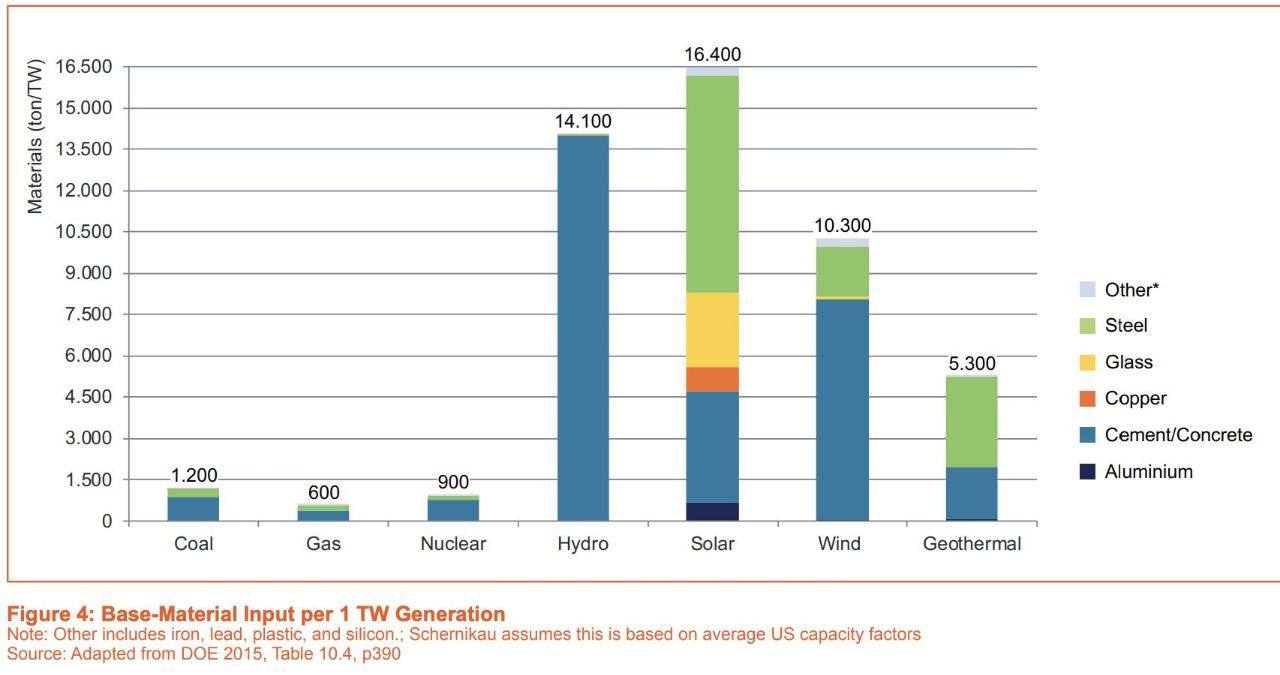 Materials (ton/TW)
16.500
15.000
13.500
12.000
10.500
9.000
7.500
6.000
4.500
3.000
1.500
0
1.200
600
900
14.100
16.400
10.300
5.300
Coal
Gas
Nuclear
Hydro
Solar
Wind
Geothermal
Other*
Steel
Glass
Copper
Cement/Concrete
Aluminium
Figure 4: Base-Material Input per 1 TW Generation
Note: Other includes iron, lead, plastic, and silicon.; Schernikau assumes this is based on average US capacity factors
Source: Adapted from DOE 2015, Table 10.4, p390